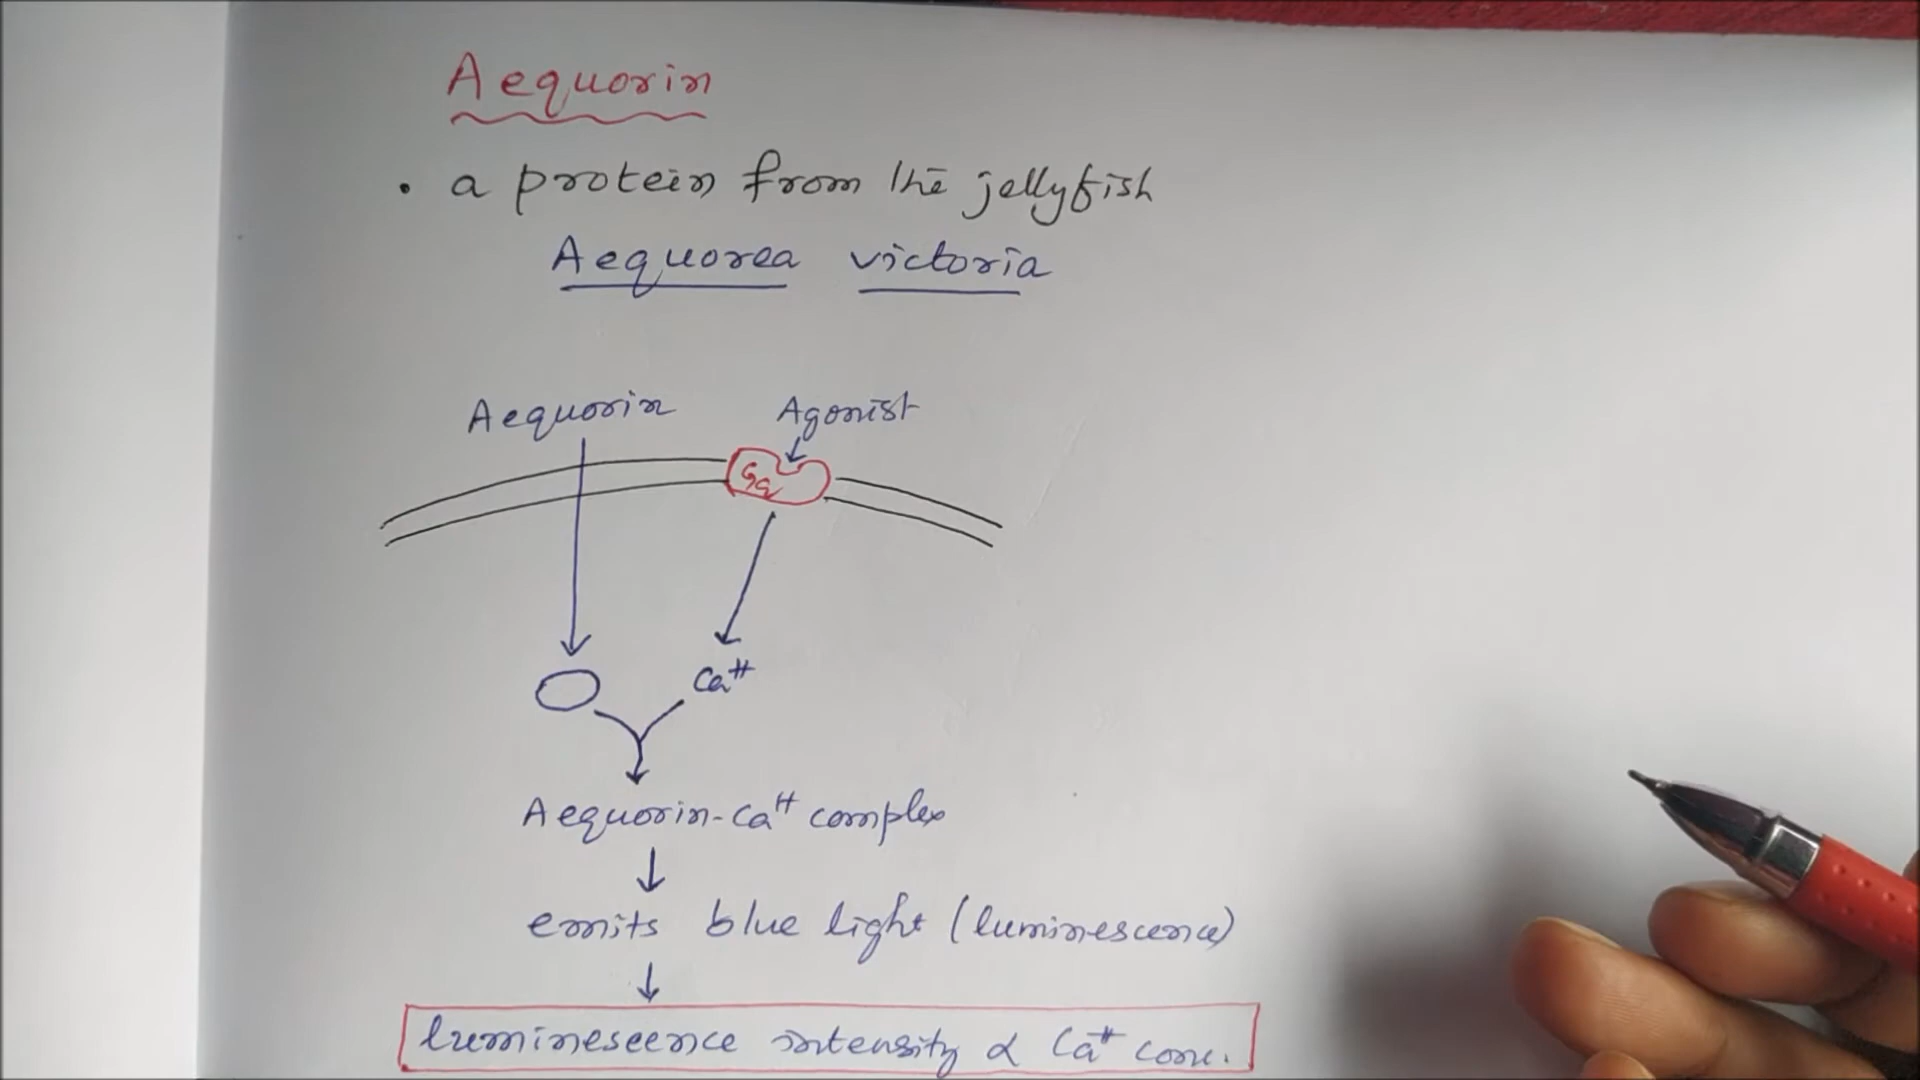 Aequorin
• a protein from the jellyfish
Aequorea victoria
Aequorin Agonist
Gq
Ca++
Aequorin-Ca++ complex
↓
emits blue light (luminescence)
↓
luminescence intensity α Ca++ conc.